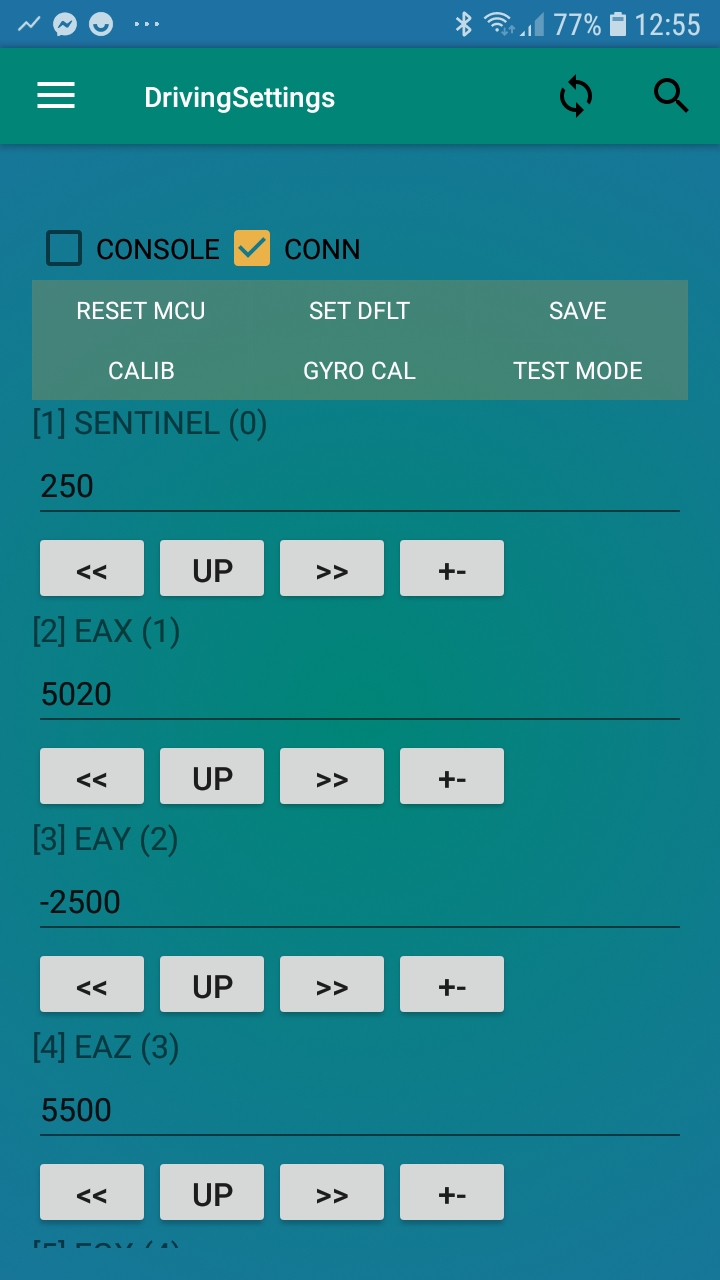 77% 12:55
DrivingSettings
CONSOLE CONN
RESET MCU SET DFLT SAVE
CALIB GYRO CAL TEST MODE
[1] SENTINEL (0)
250
<< UP >> +-
[2] EAX (1)
5020
<< UP >> +-
[3] EAY (2)
-2500
<< UP >> +-
[4] EAZ (3)
5500
<< UP >> +-